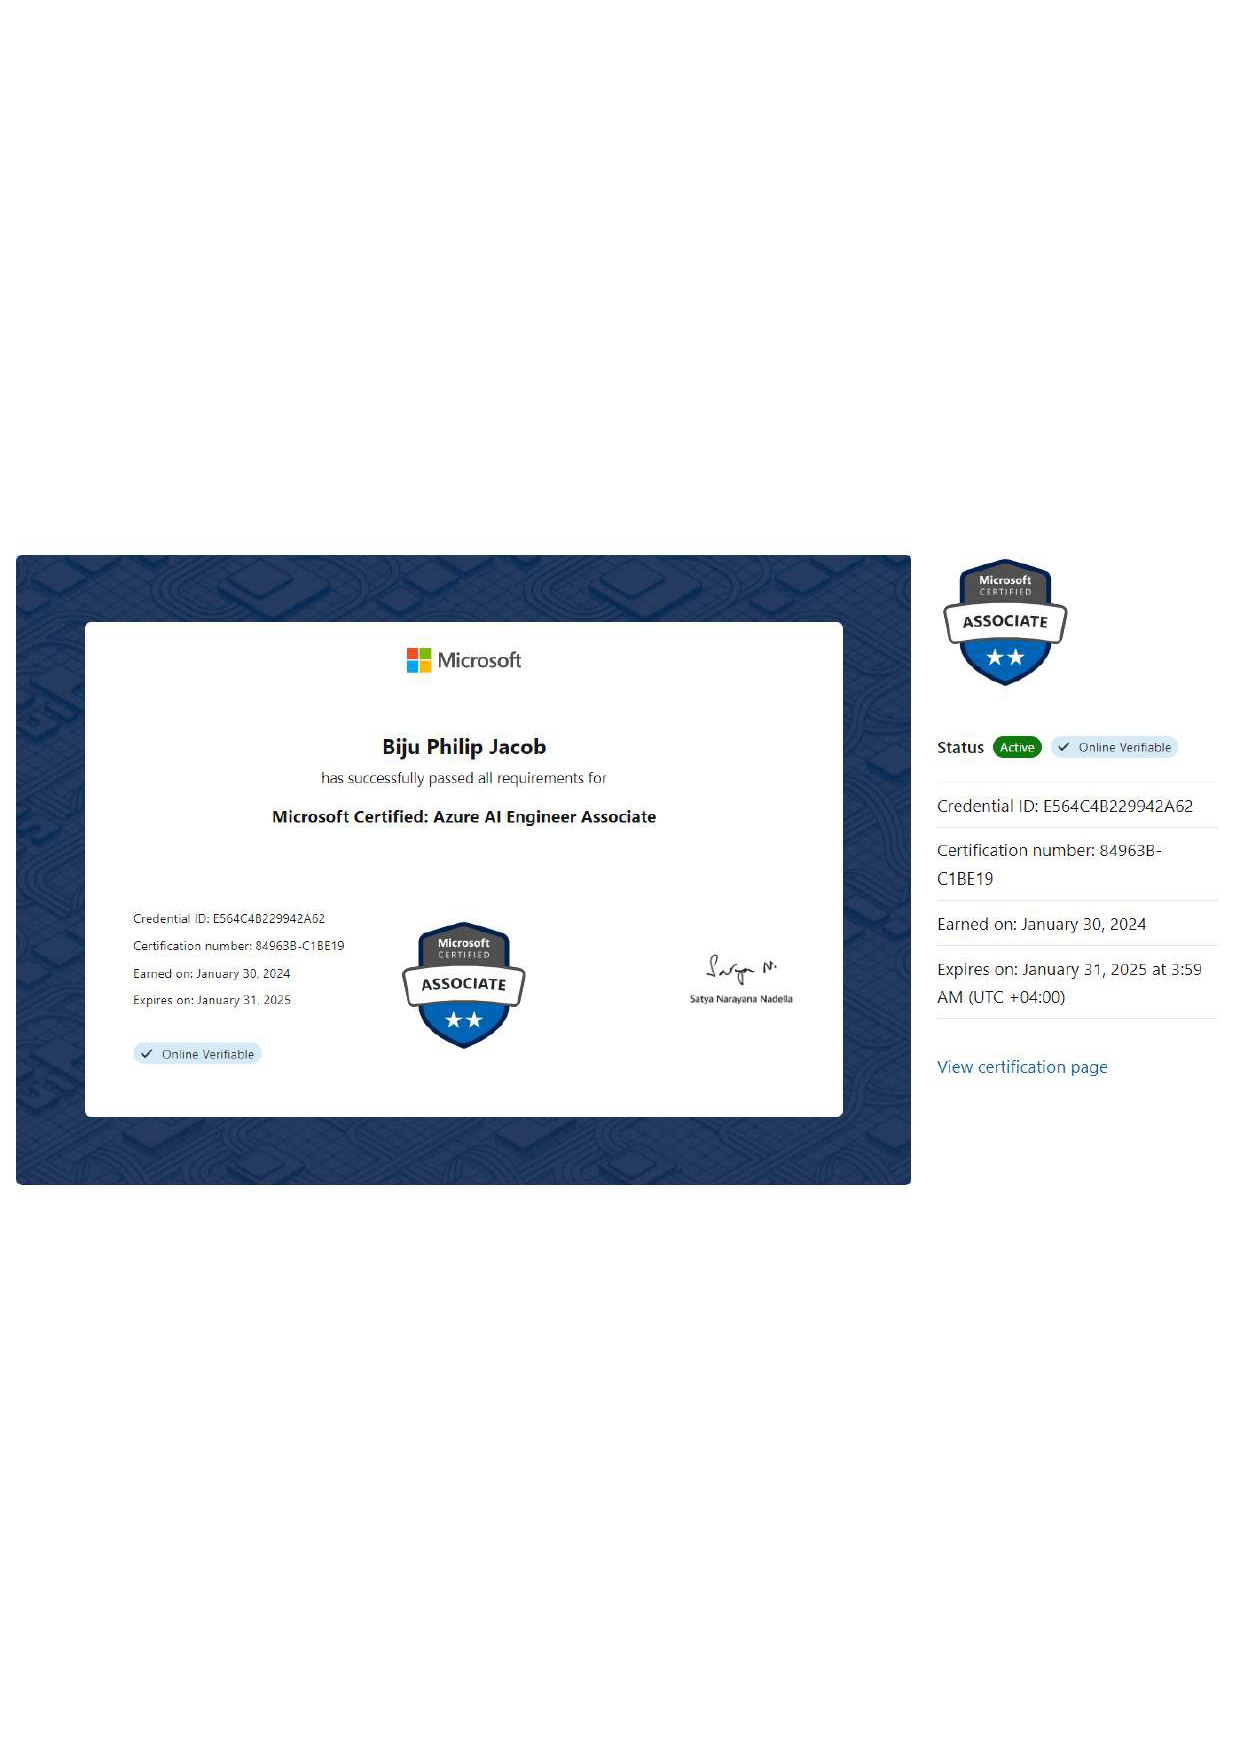 Microsoft
Biju Philip Jacob
has successfully passed all requirements for
Microsoft Certified: Azure AI Engineer Associate
Credential ID: E564C4B229942A62
Certification number: 84963B-C1BE19
Earned on: January 30, 2024
Expires on: January 31, 2025
Online Verifiable
Microsoft
CERTIFIED
ASSOCIATE
Satya N.
Satya Narayana Nadella
Microsoft
CERTIFIED
ASSOCIATE
Status Active Online Verifiable
Credential ID: E564C4B229942A62
Certification number: 84963B-
C1BE19
Earned on: January 30, 2024
Expires on: January 31, 2025 at 3:59
AM (UTC +04:00)
View certification page